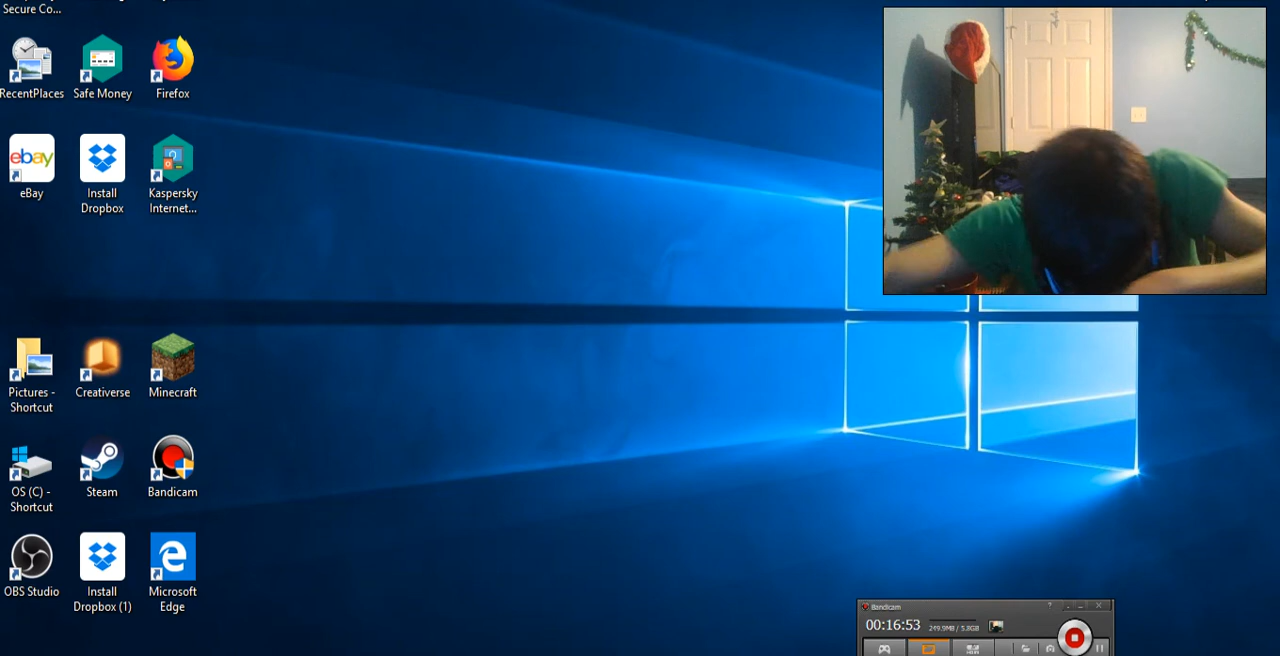 Secure Co...
RecentPlaces
Safe Money
Firefox
ebay
eBay
Install
Dropbox
Kaspersky
Internet...
Pictures -
Shortcut
Creativerse
Minecraft
OS (C) -
Shortcut
Steam
Bandicam
OBS Studio
Install
Dropbox (1)
Microsoft
Edge
Bandicam
00:16:53
249.9MB / 5.8GB